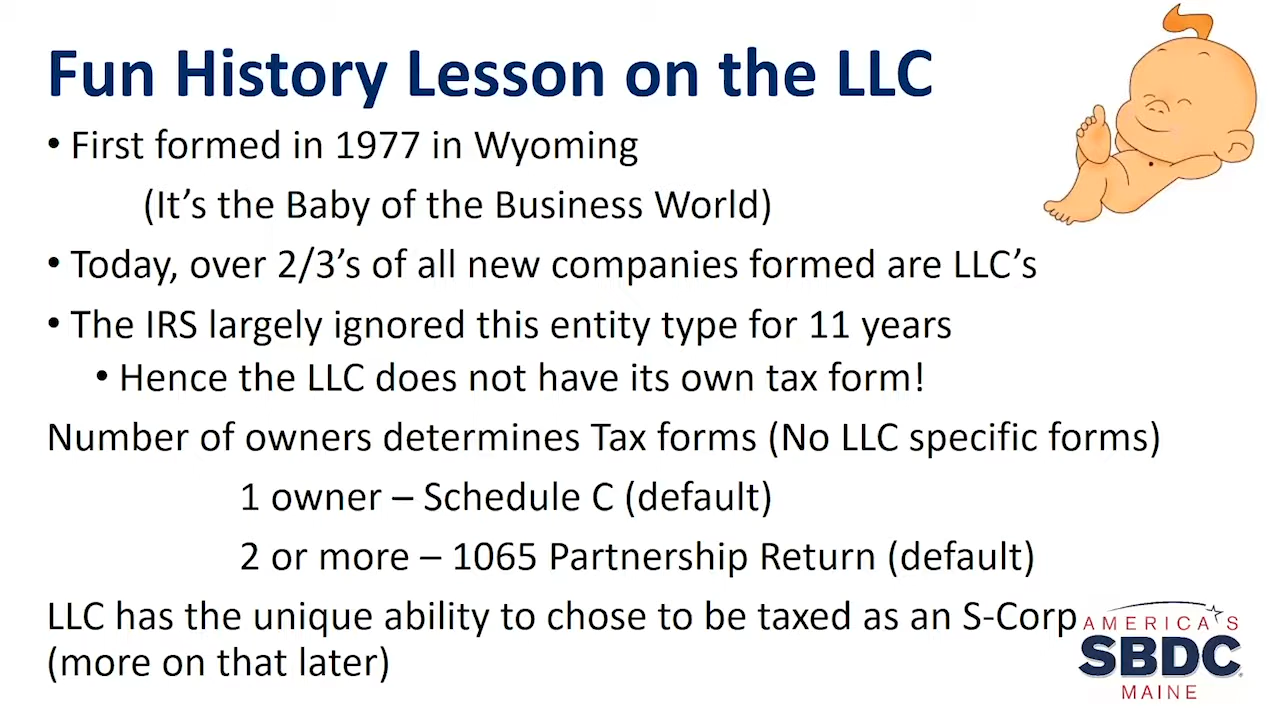 Fun History Lesson on the LLC
• First formed in 1977 in Wyoming
(It’s the Baby of the Business World)
• Today, over 2/3’s of all new companies formed are LLC’s
• The IRS largely ignored this entity type for 11 years
• Hence the LLC does not have its own tax form!
Number of owners determines Tax forms (No LLC specific forms)
1 owner – Schedule C (default)
2 or more – 1065 Partnership Return (default)
LLC has the unique ability to chose to be taxed as an S-Corp
(more on that later)
AMERICA'S
SBDC
MAINE